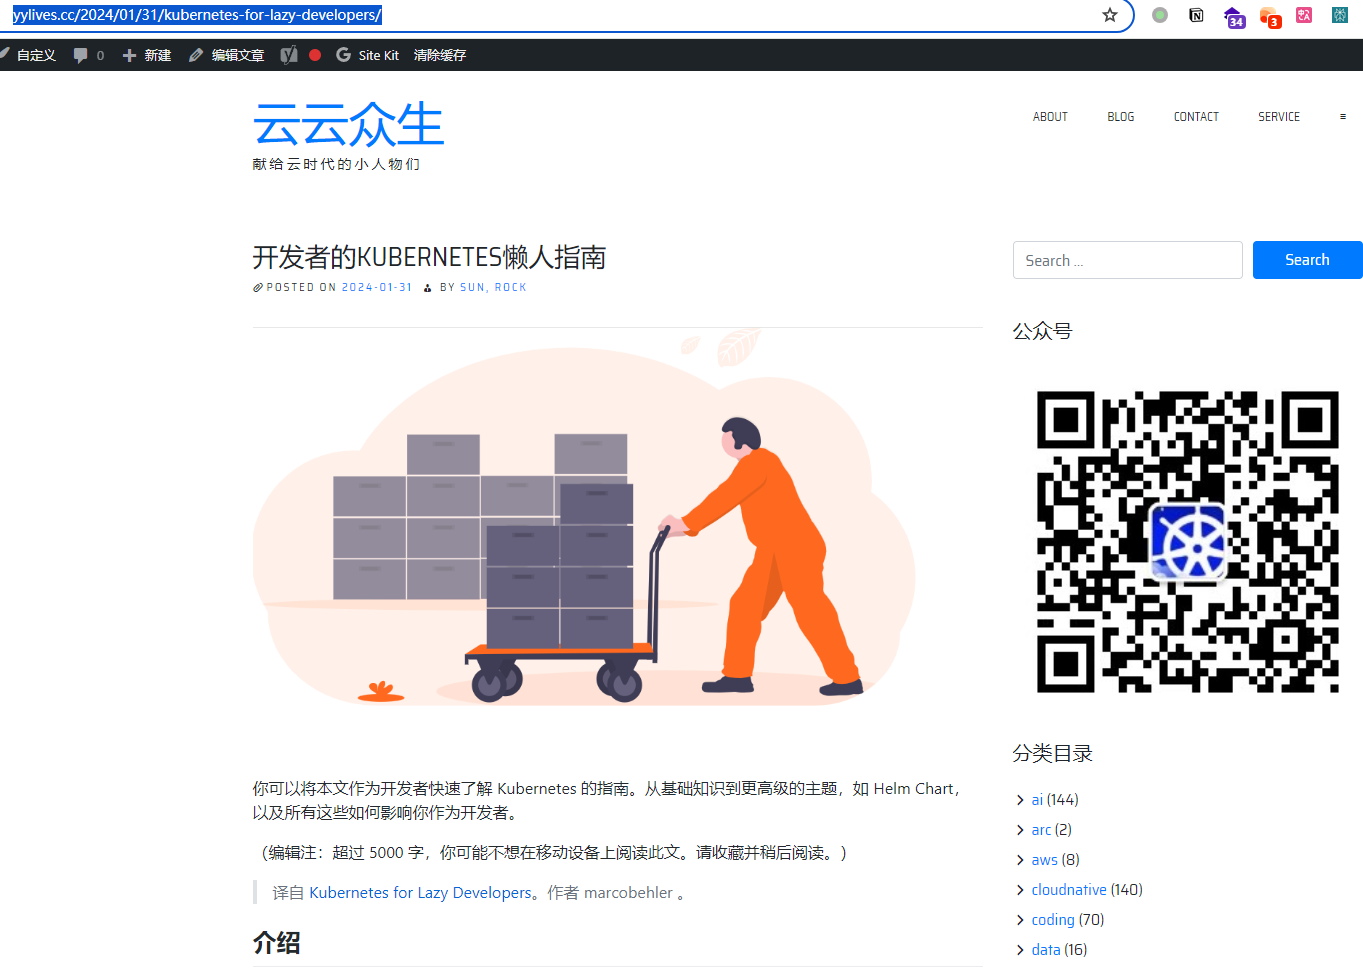 yylives.cc/2024/01/31/kubernetes-for-lazy-developers/
34
3
自定义 0 新建 编辑文章 Site Kit 清除缓存
云云众生
献给云时代的小人物们
ABOUT BLOG CONTACT SERVICE ≡
开发者的KUBERNETES懒人指南
POSTED ON 2024-01-31 BY SUN, ROCK
Search ...
Search
公众号
你可以将本文作为开发者快速了解 Kubernetes 的指南。从基础知识到更高级的主题，如 Helm Chart，
以及所有这些如何影响你作为开发者。
（编辑注：超过 5000 字，你可能不想在移动设备上阅读此文。请收藏并稍后阅读。）
译自 Kubernetes for Lazy Developers。作者 marcobehler 。
介绍
分类目录
ai (144)
arc (2)
aws (8)
cloudnative (140)
coding (70)
data (16)